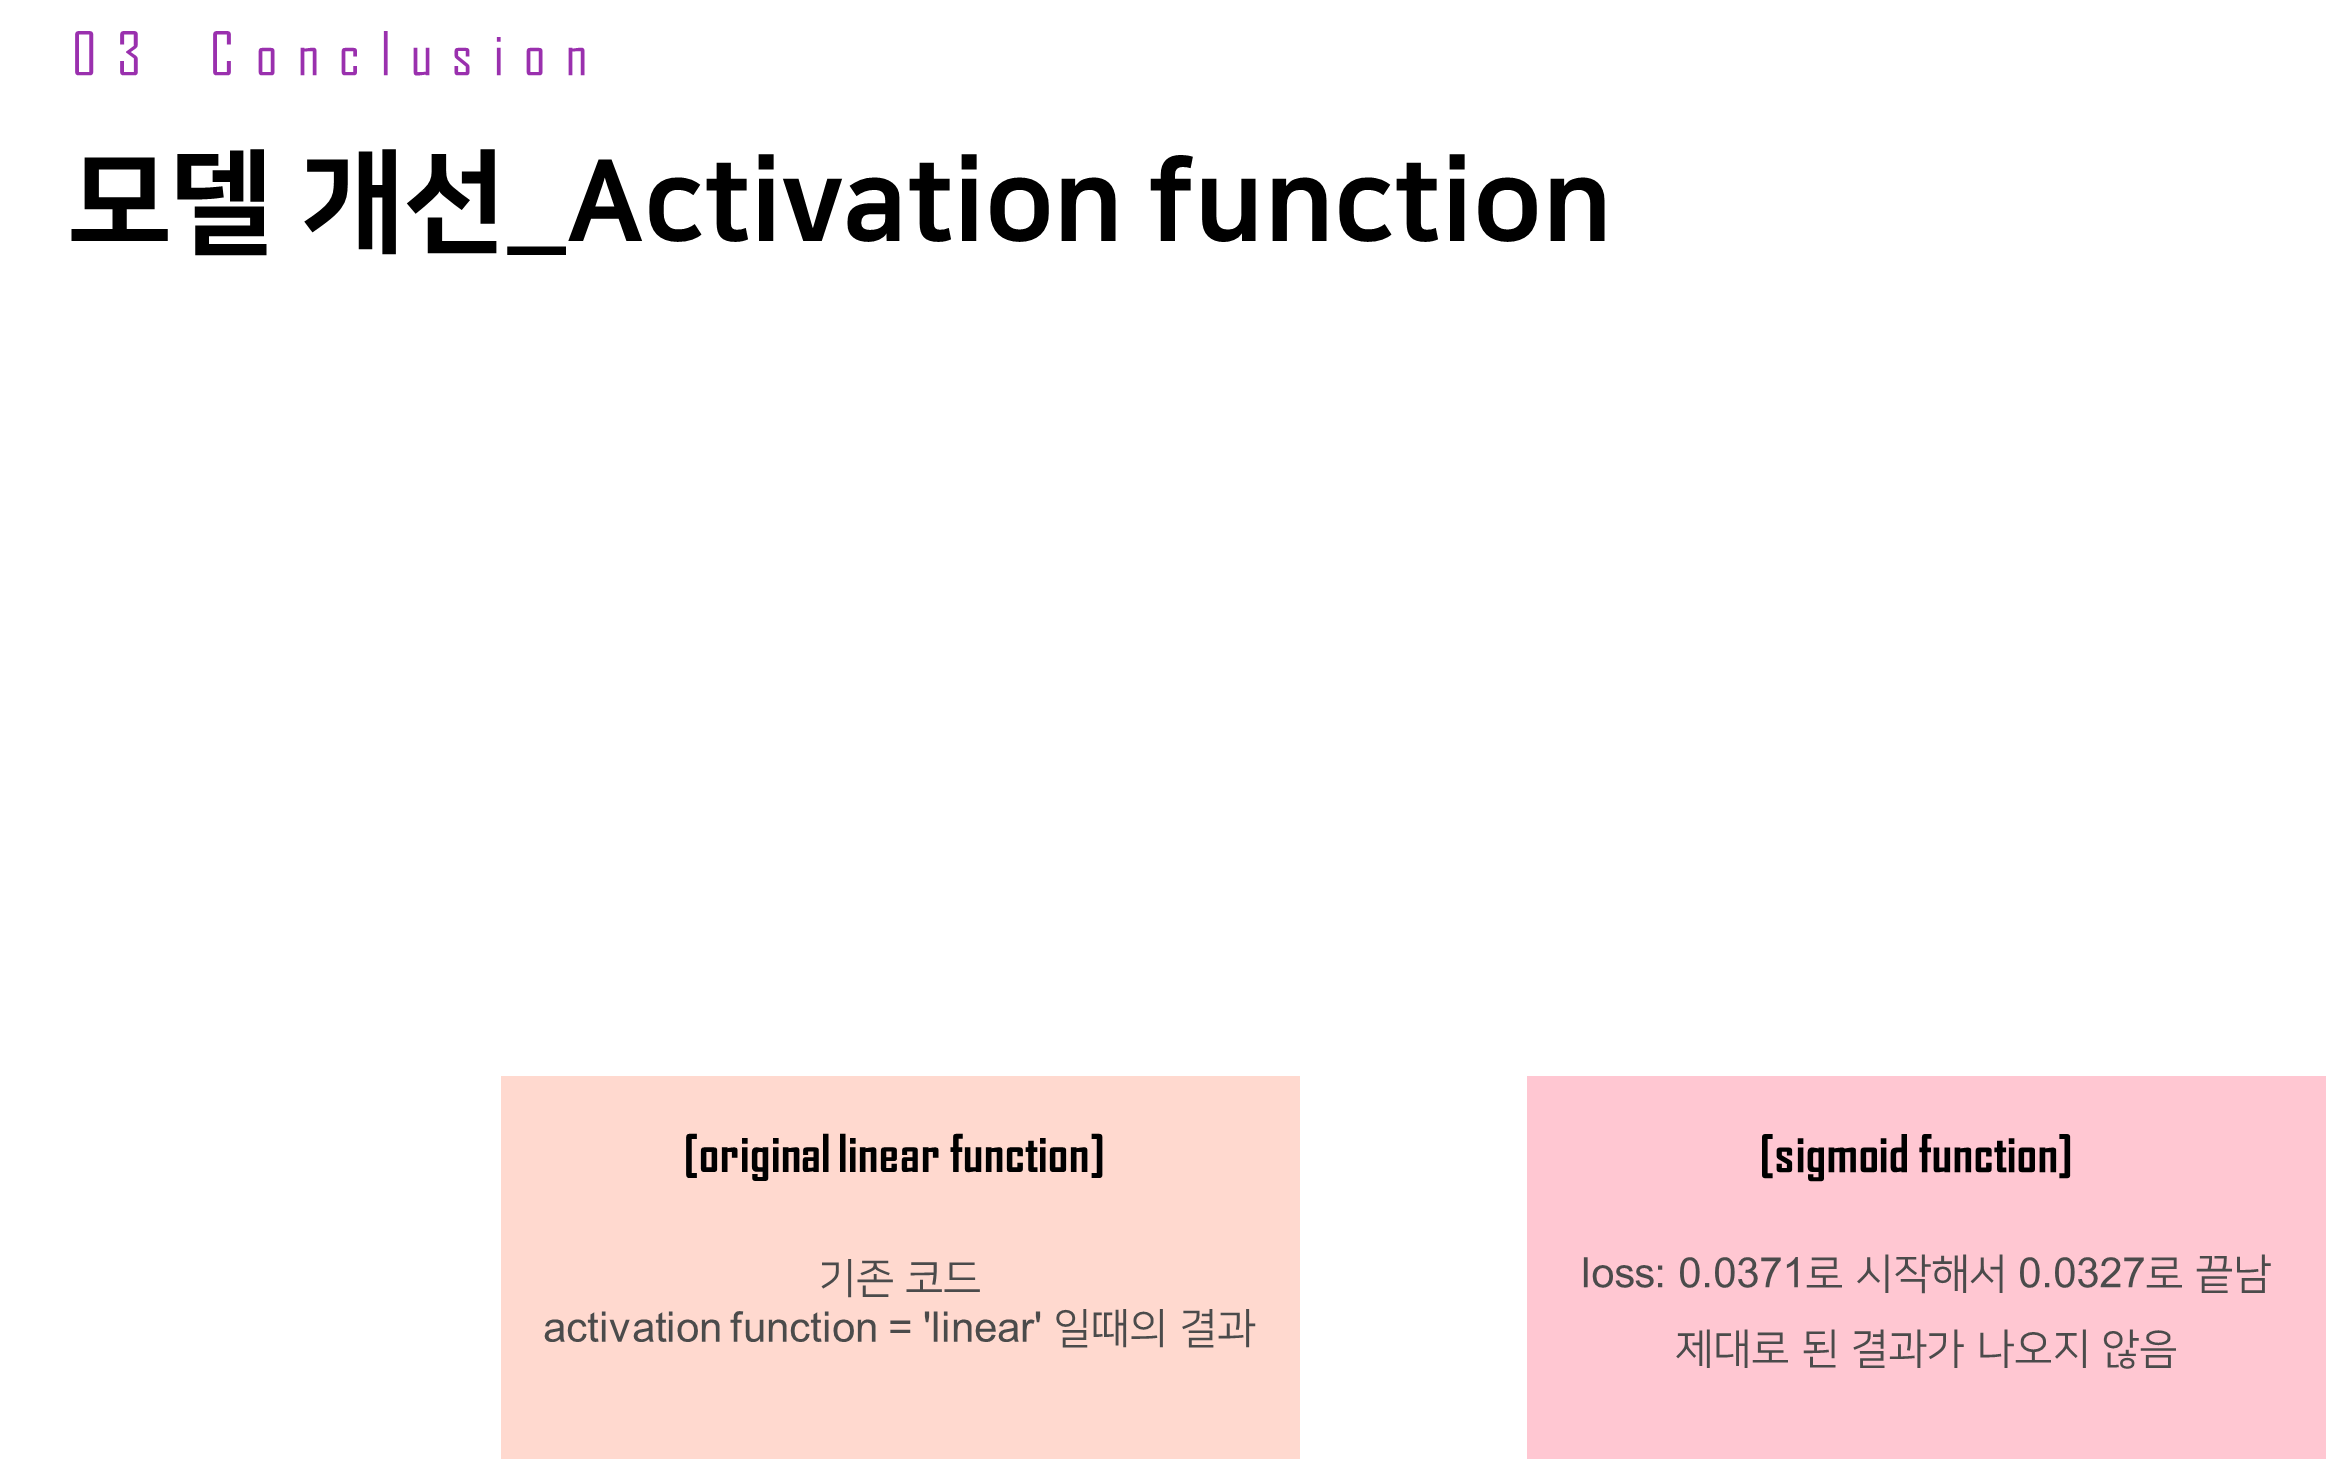 03 Conclusion
모델 개선_Activation function
[original linear function]
기존 코드
activation function = 'linear' 일때의 결과
[sigmoid function]
loss: 0.0371로 시작해서 0.0327로 끝남
제대로 된 결과가 나오지 않음